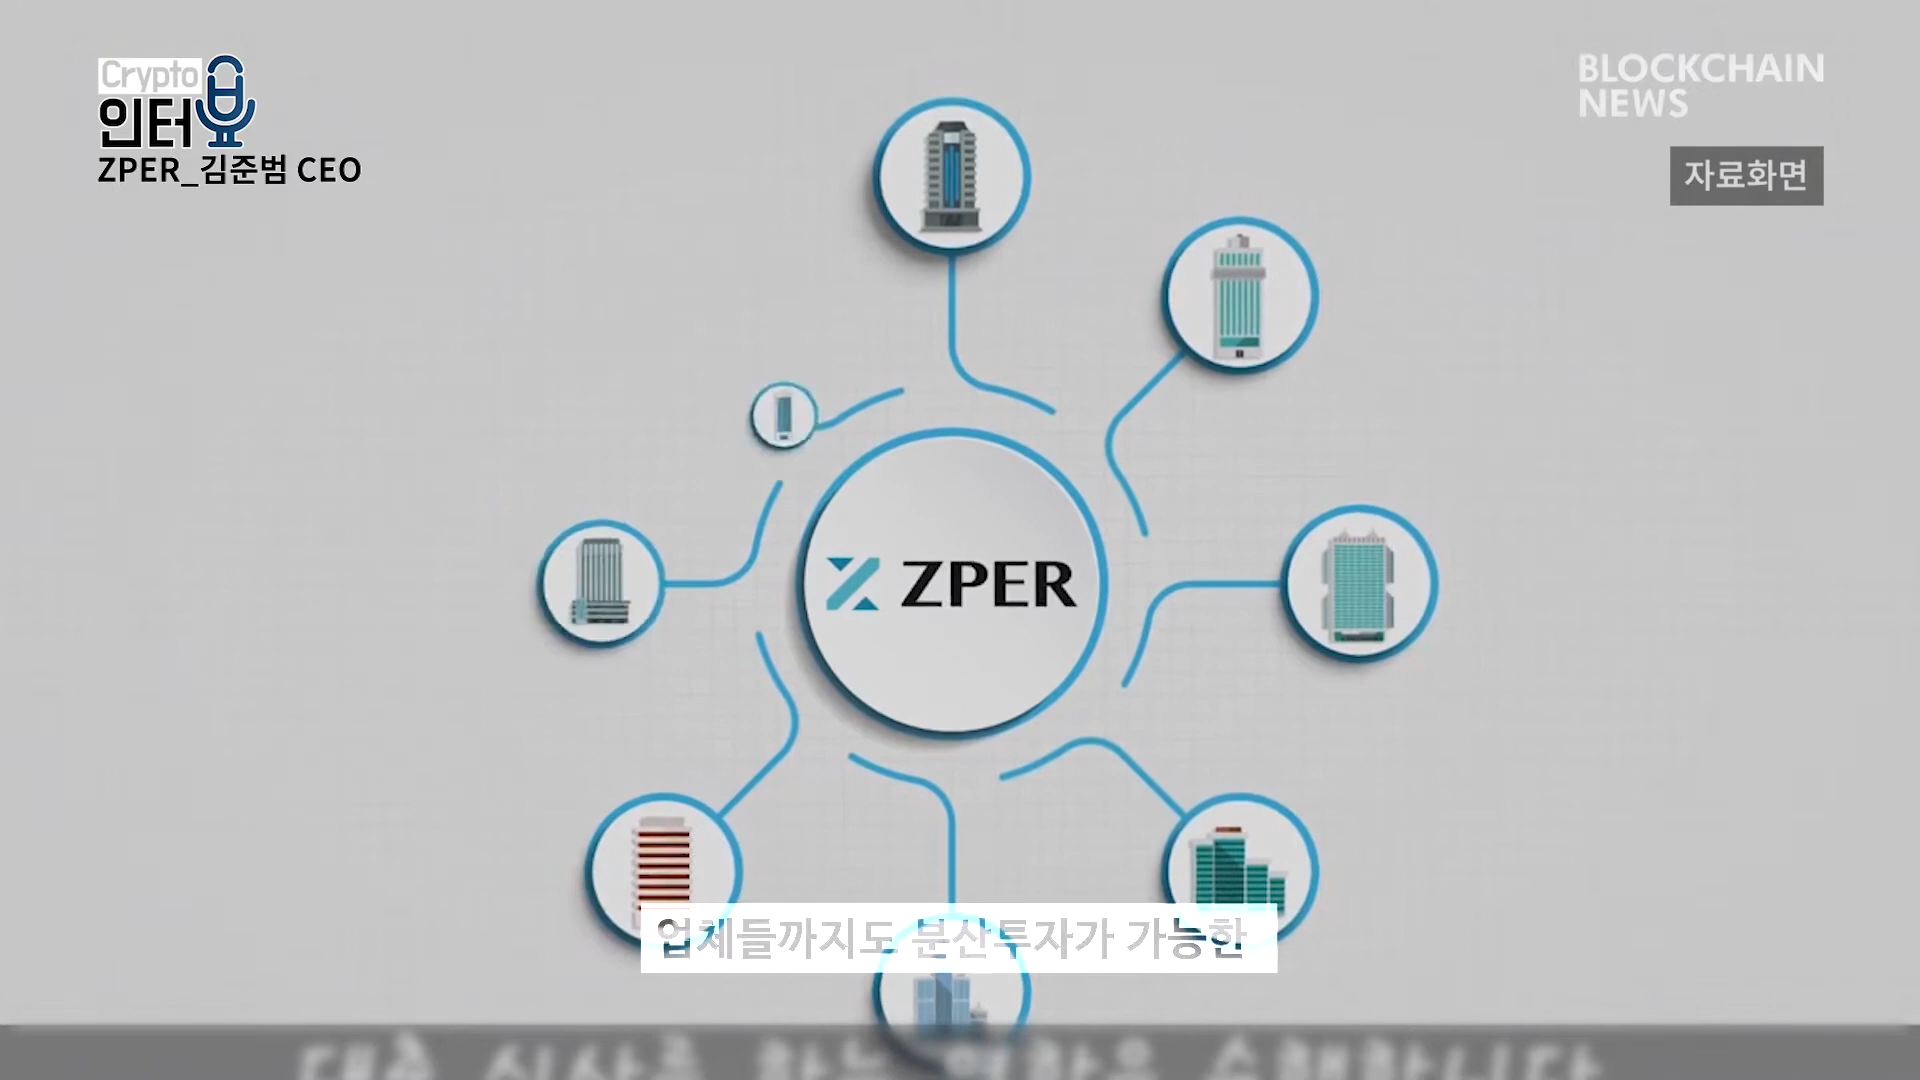 Crypto
인터뷰
ZPER_김준범 CEO
BLOCKCHAIN
NEWS
자료화면
ZPER
업체들까지도 분산투자가 가능한